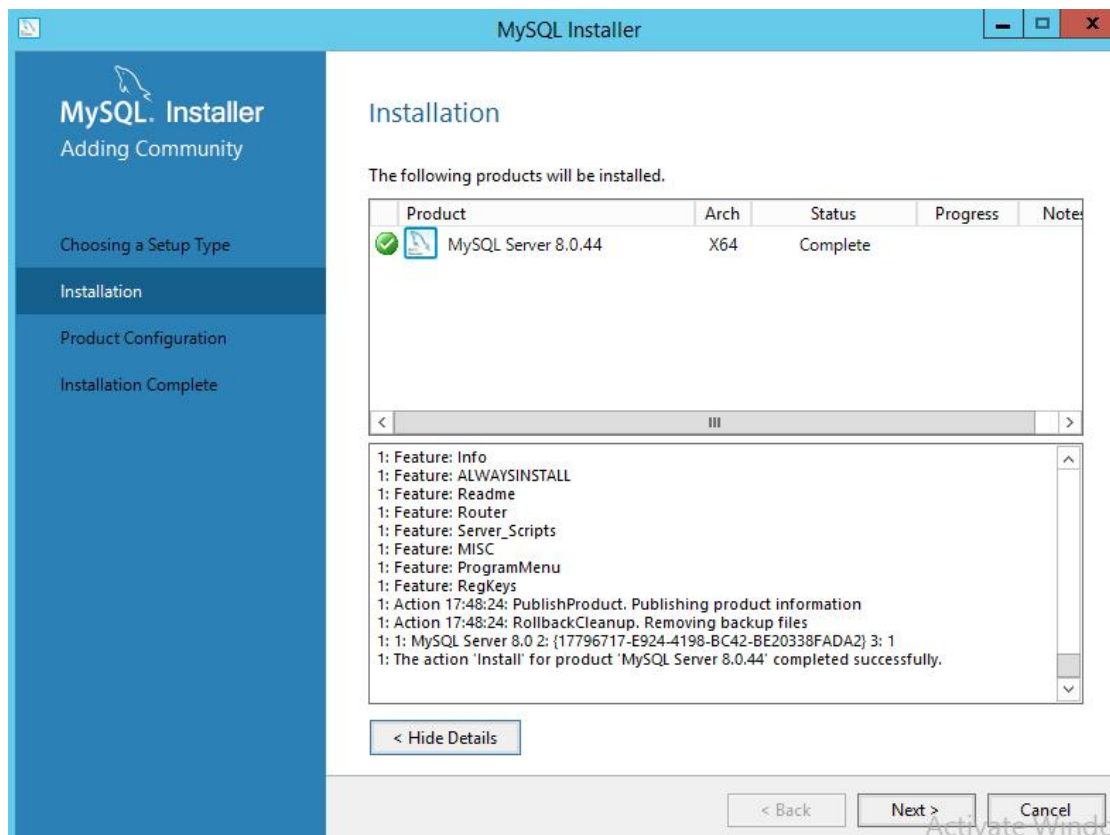 MySQL Installer
MySQL. Installer
Adding Community
Choosing a Setup Type
Installation
Product Configuration
Installation Complete
Installation
The following products will be installed.
Product Arch Status Progress Notes
MySQL Server 8.0.44 X64 Complete
1: Feature: Info
1: Feature: ALWAYSINSTALL
1: Feature: Readme
1: Feature: Router
1: Feature: Server_Scripts
1: Feature: MISC
1: Feature: ProgramMenu
1: Feature: RegKeys
1: Action 17:48:24: PublishProduct. Publishing product information
1: Action 17:48:24: RollbackCleanup. Removing backup files
1: 1: MySQL Server 8.0 2: {17796717-E924-4198-BC42-BE20338FADA2} 3: 1
1: The action 'Install' for product 'MySQL Server 8.0.44' completed successfully.
< Hide Details
< Back Next > Cancel
Activate Windo